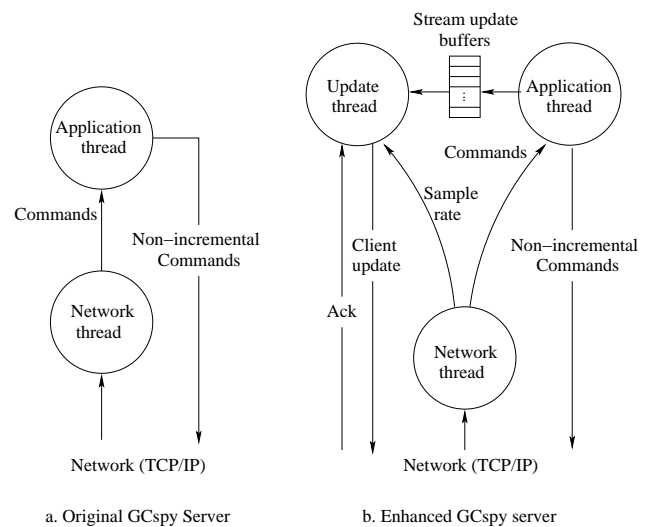 Application
thread
Commands
Non−incremental
Commands
Network
thread
Network (TCP/IP)
a. Original GCspy Server
Stream update
buffers
Update
thread
Application
thread
Commands
Sample
rate
Client
update
Non−incremental
Commands
Ack
Network
thread
Network (TCP/IP)
b. Enhanced GCspy server